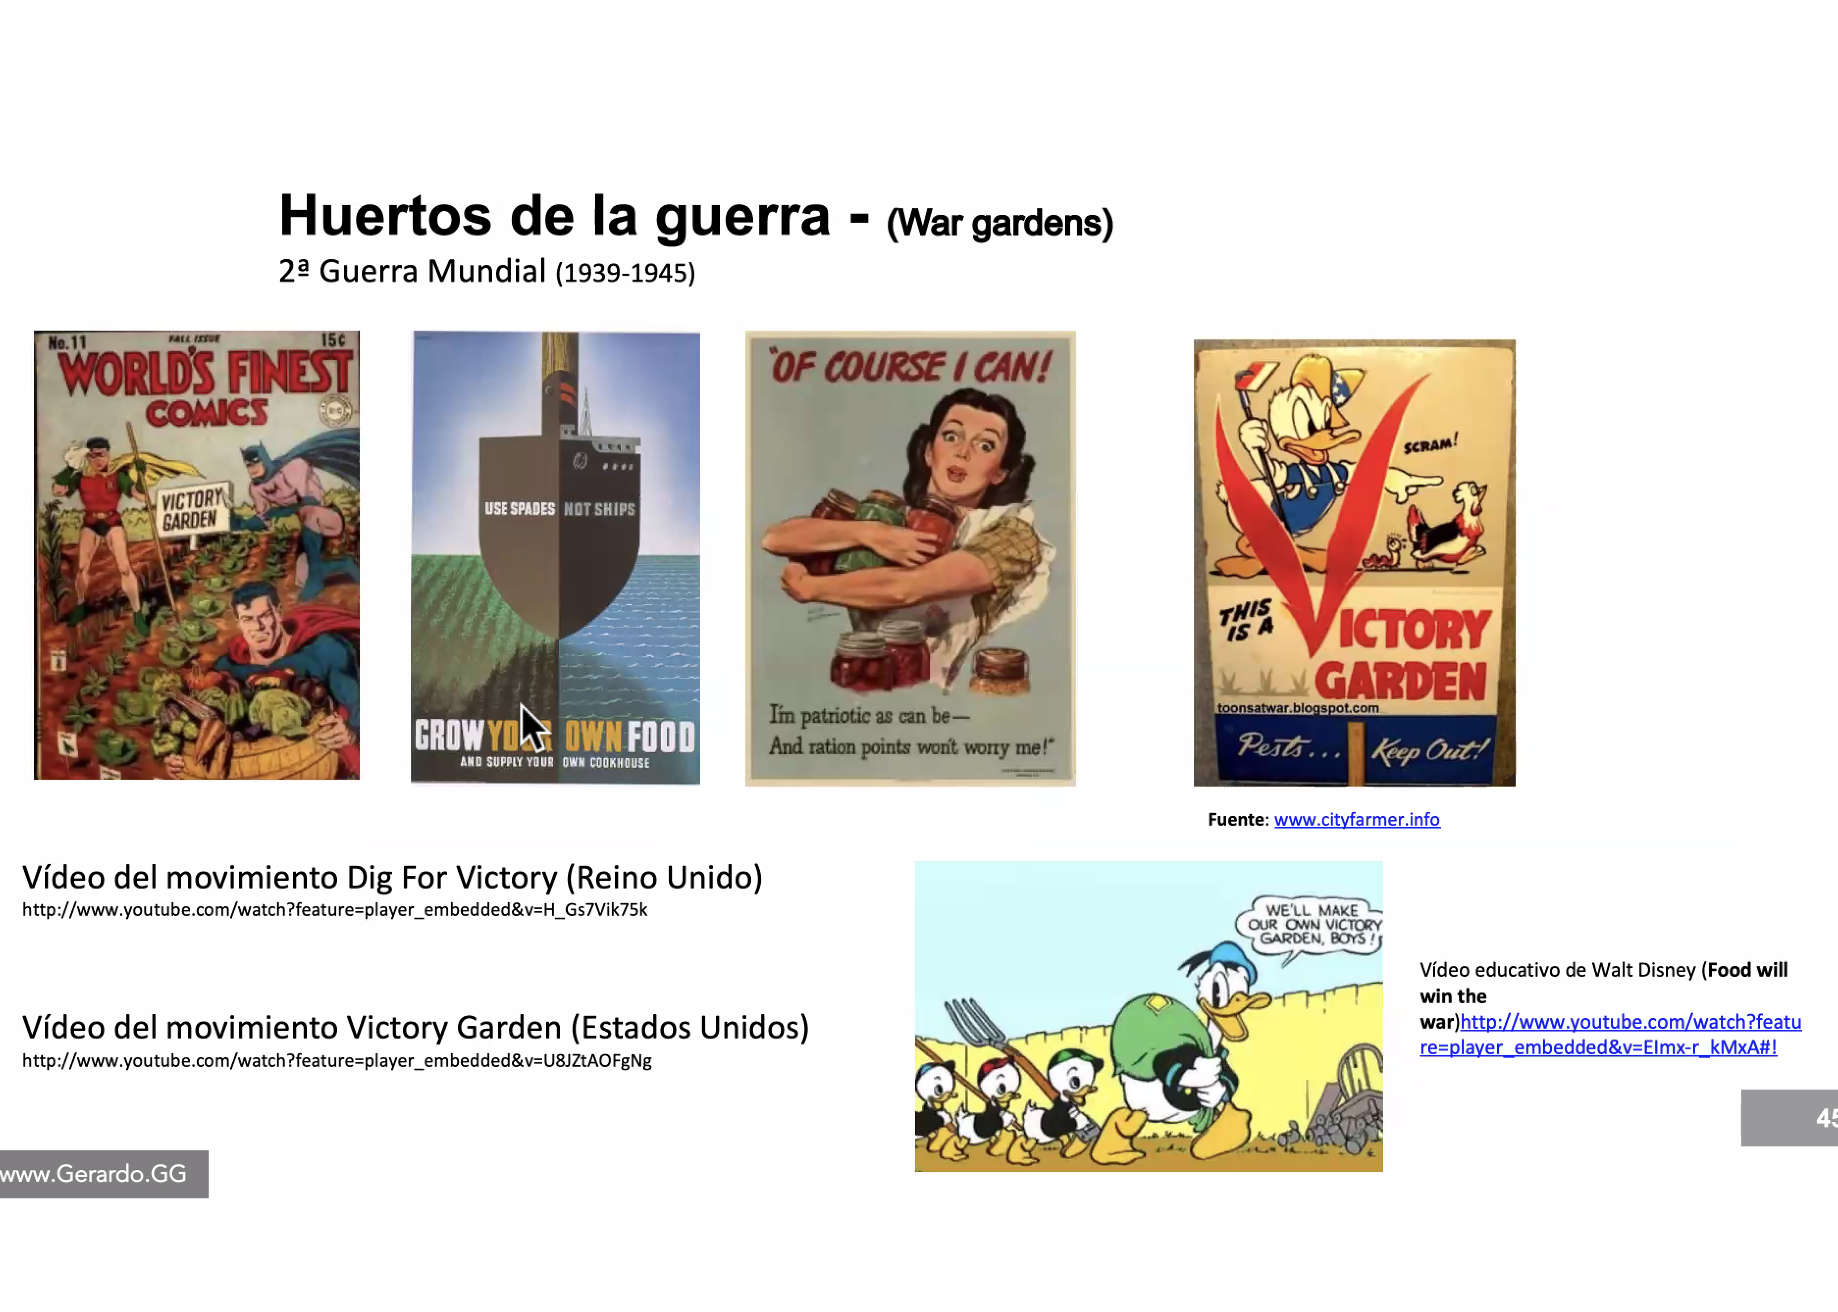 Huertos de la guerra - (War gardens)
2ª Guerra Mundial (1939-1945)
No.11
FALL ISSUE
15¢
WORLD'S FINEST
COMICS
VICTORY
GARDEN
USE SPADES NOT SHIPS
GROW YOUR OWN FOOD
AND SUPPLY YOUR OWN COOKHOUSE
"OF COURSE I CAN!
I'm patriotic as can be—
And ration points won't worry me!"
SCRAM!
THIS
IS A
VICTORY
GARDEN
toonsatwar.blogspot.com
Pests... Keep Out!
Fuente: www.cityfarmer.info
Vídeo del movimiento Dig For Victory (Reino Unido)
http://www.youtube.com/watch?feature=player_embedded&v=H_Gs7Vik75k
Vídeo del movimiento Victory Garden (Estados Unidos)
http://www.youtube.com/watch?feature=player_embedded&v=U8JZtAOFgNg
WE'LL MAKE
OUR OWN VICTORY
GARDEN, BOYS!
Vídeo educativo de Walt Disney (Food will
win the
war)http://www.youtube.com/watch?featu
re=player_embedded&v=EImx-r_kMxA#!
45
www.Gerardo.GG